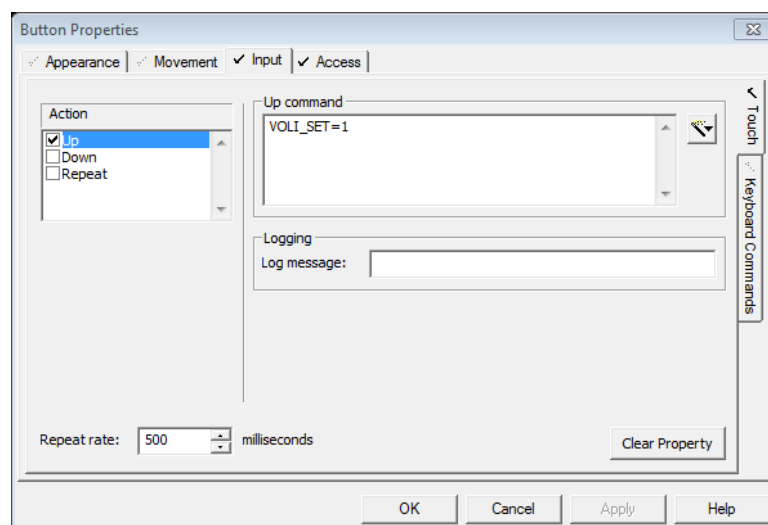 Button Properties
Appearance Movement Input Access
Action
Up
Down
Repeat
Up command
VOLI_SET=1
Logging
Log message:
Touch
Keyboard Commands
Repeat rate: 500 milliseconds
Clear Property
OK Cancel Apply Help